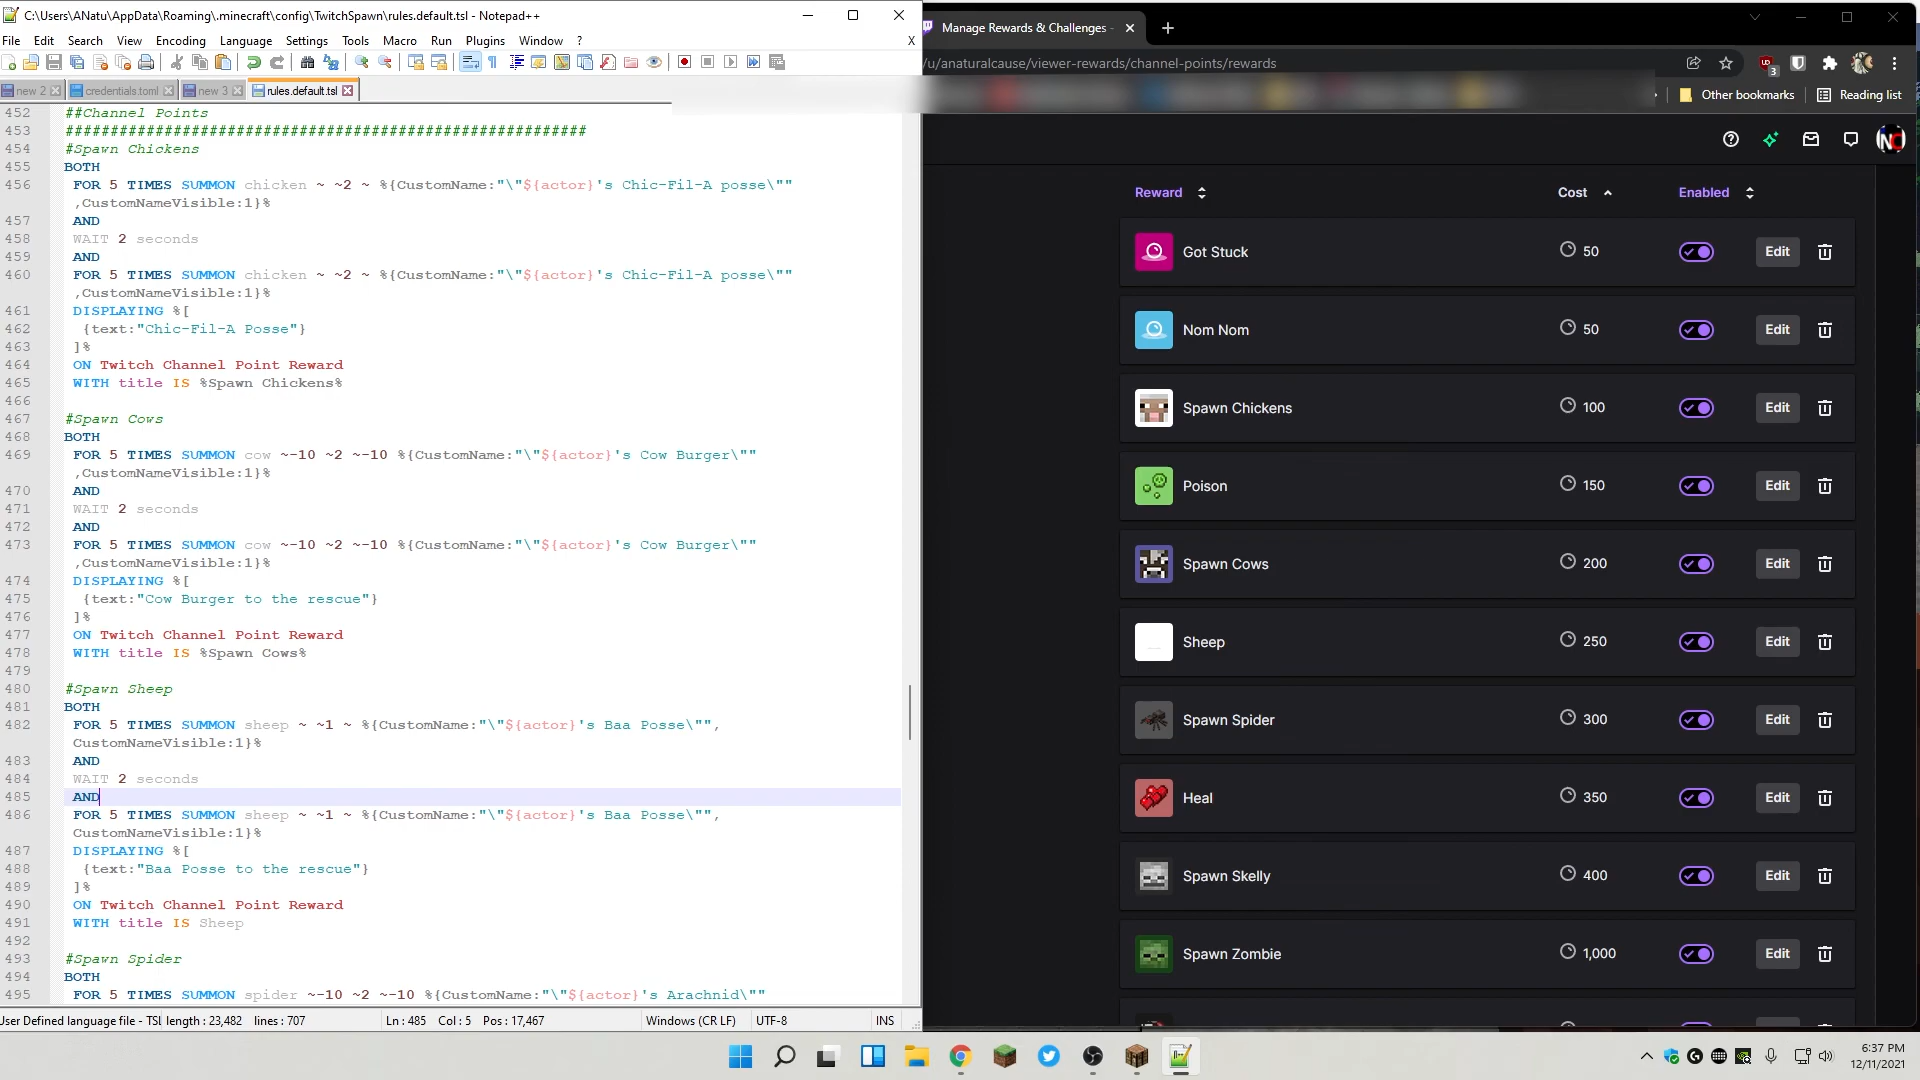 C:\Users\ANatu\AppData\Roaming\.minecraft\config\TwitchSpawn\rules.default.tsl - Notepad++
File Edit Search View Encoding Language Settings Tools Macro Run Plugins Window ? X
new 2 credentials.toml new 3 rules.default.tsl
452 ##Channel Points
453 ##########################################################
454 #Spawn Chickens
455 BOTH
456 FOR 5 TIMES SUMMON chicken ~ ~2 ~ %{CustomName:"\"${actor}'s Chic-Fil-A posse\""
,CustomNameVisible:1}%
457 AND
458 WAIT 2 seconds
459 AND
460 FOR 5 TIMES SUMMON chicken ~ ~2 ~ %{CustomName:"\"${actor}'s Chic-Fil-A posse\""
,CustomNameVisible:1}%
461 DISPLAYING %[
462 {text:"Chic-Fil-A Posse"}
463 ]%
464 ON Twitch Channel Point Reward
465 WITH title IS %Spawn Chickens%
466
467 #Spawn Cows
468 BOTH
469 FOR 5 TIMES SUMMON cow ~-10 ~2 ~-10 %{CustomName:"\"${actor}'s Cow Burger\""
,CustomNameVisible:1}%
470 AND
471 WAIT 2 seconds
472 AND
473 FOR 5 TIMES SUMMON cow ~-10 ~2 ~-10 %{CustomName:"\"${actor}'s Cow Burger\""
,CustomNameVisible:1}%
474 DISPLAYING %[
475 {text:"Cow Burger to the rescue"}
476 ]%
477 ON Twitch Channel Point Reward
478 WITH title IS %Spawn Cows%
479
480 #Spawn Sheep
481 BOTH
482 FOR 5 TIMES SUMMON sheep ~ ~1 ~ %{CustomName:"\"${actor}'s Baa Posse\"",
CustomNameVisible:1}%
483 AND
484 WAIT 2 seconds
485 AND
486 FOR 5 TIMES SUMMON sheep ~ ~1 ~ %{CustomName:"\"${actor}'s Baa Posse\"",
CustomNameVisible:1}%
487 DISPLAYING %[
488 {text:"Baa Posse to the rescue"}
489 ]%
490 ON Twitch Channel Point Reward
491 WITH title IS Sheep
492
493 #Spawn Spider
494 BOTH
495 FOR 5 TIMES SUMMON spider ~-10 ~2 ~-10 %{CustomName:"\"${actor}'s Arachnid\""
User Defined language file - TSL length : 23,482 lines : 707 Ln : 485 Col : 5 Pos : 17,467 Windows (CR LF) UTF-8 INS
Manage Rewards & Challenges -
/u/anaturalcause/viewer-rewards/channel-points/rewards
3
Other bookmarks Reading list
NC
Reward Cost Enabled
Got Stuck 50 Edit
Nom Nom 50 Edit
Spawn Chickens 100 Edit
Poison 150 Edit
Spawn Cows 200 Edit
Sheep 250 Edit
Spawn Spider 300 Edit
Heal 350 Edit
Spawn Skelly 400 Edit
Spawn Zombie 1,000 Edit
6:37 PM
12/11/2021